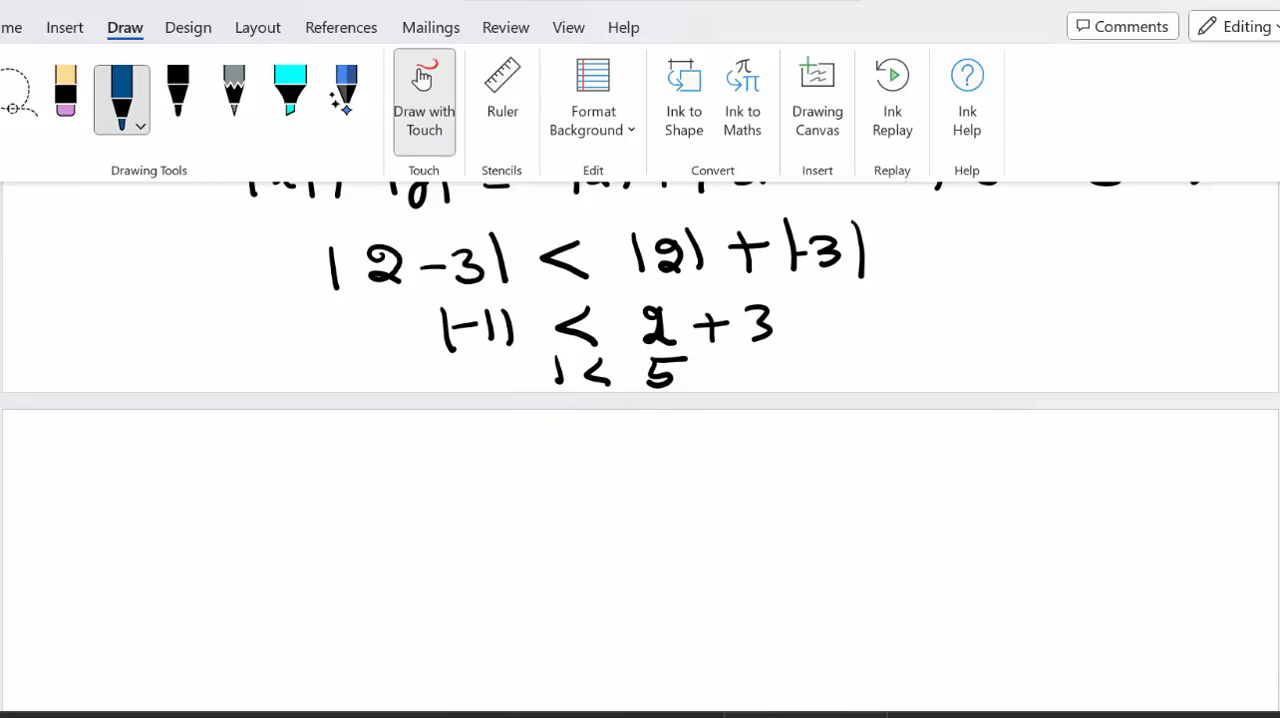 me Insert Draw Design Layout References Mailings Review View Help Comments Editing
Draw with Touch Ruler Format Background Ink to Shape Ink to Maths Drawing Canvas Ink Replay Ink Help
Drawing Tools Touch Stencils Edit Convert Insert Replay Help
|2-3| < |2| + |-3|
|-1| < 2 + 3
1 < 5